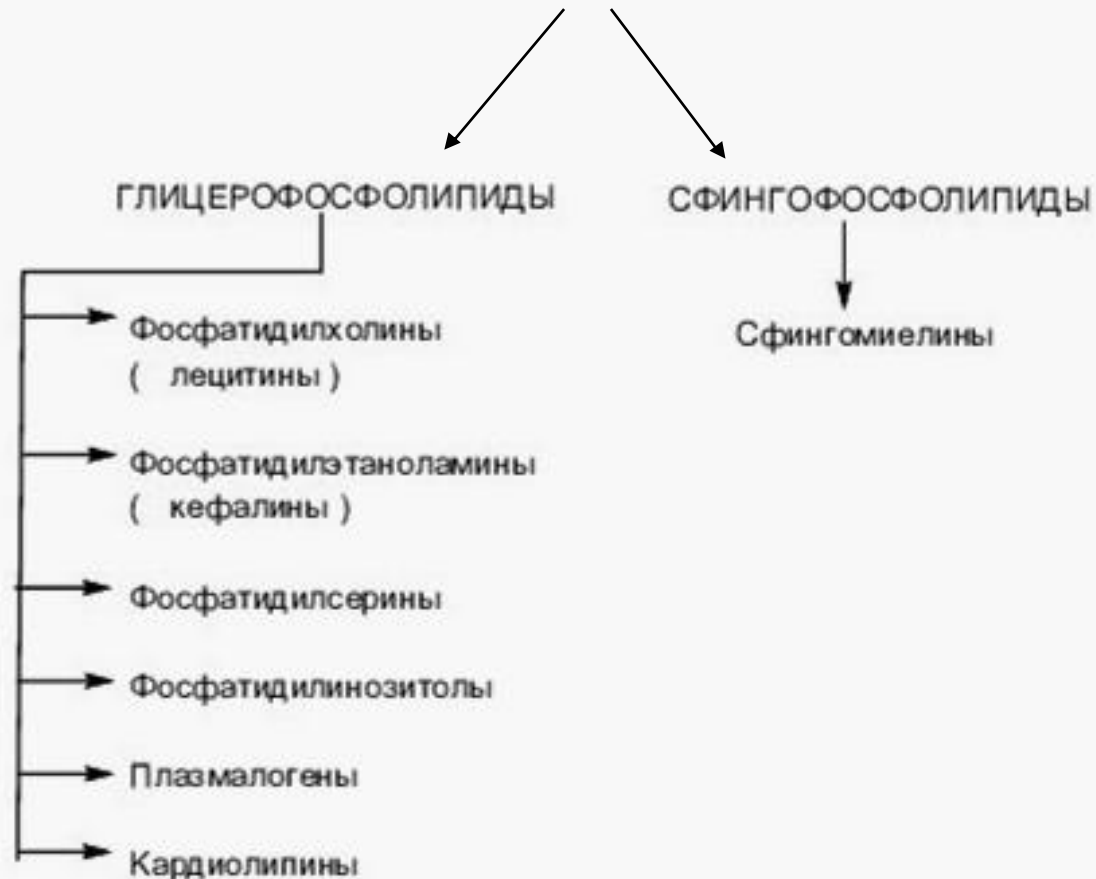 ГЛИЦЕРОФОСФОЛИПИДЫ
СФИНГОФОСФОЛИПИДЫ
Фосфатидилхолины
( лецитины )
Сфингомиелины
Фосфатидилэтаноламины
( кефалины )
Фосфатидилсерины
Фосфатидилинозитолы
Плазмалогены
Кардиолипины